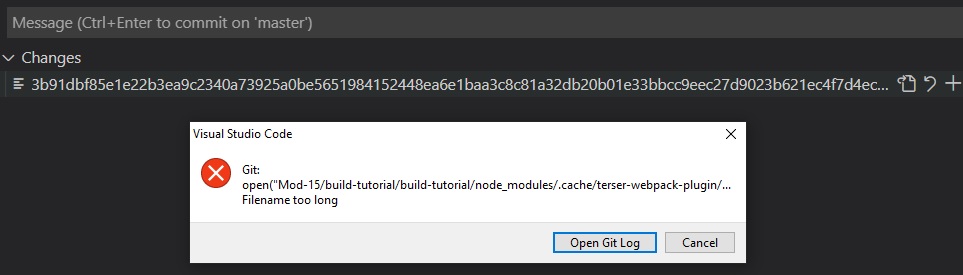 Message (Ctrl+Enter to commit on 'master')
Changes
3b91dbf85e1e22b3ea9c2340a73925a0be5651984152448ea6e1baa3c8c81a32db20b01e33bbcc9eec27d9023b621ec4f7d4ec...
Visual Studio Code
Git:
open("Mod-15/build-tutorial/build-tutorial/node_modules/.cache/terser-webpack-plugin/...
Filename too long
Open Git Log
Cancel